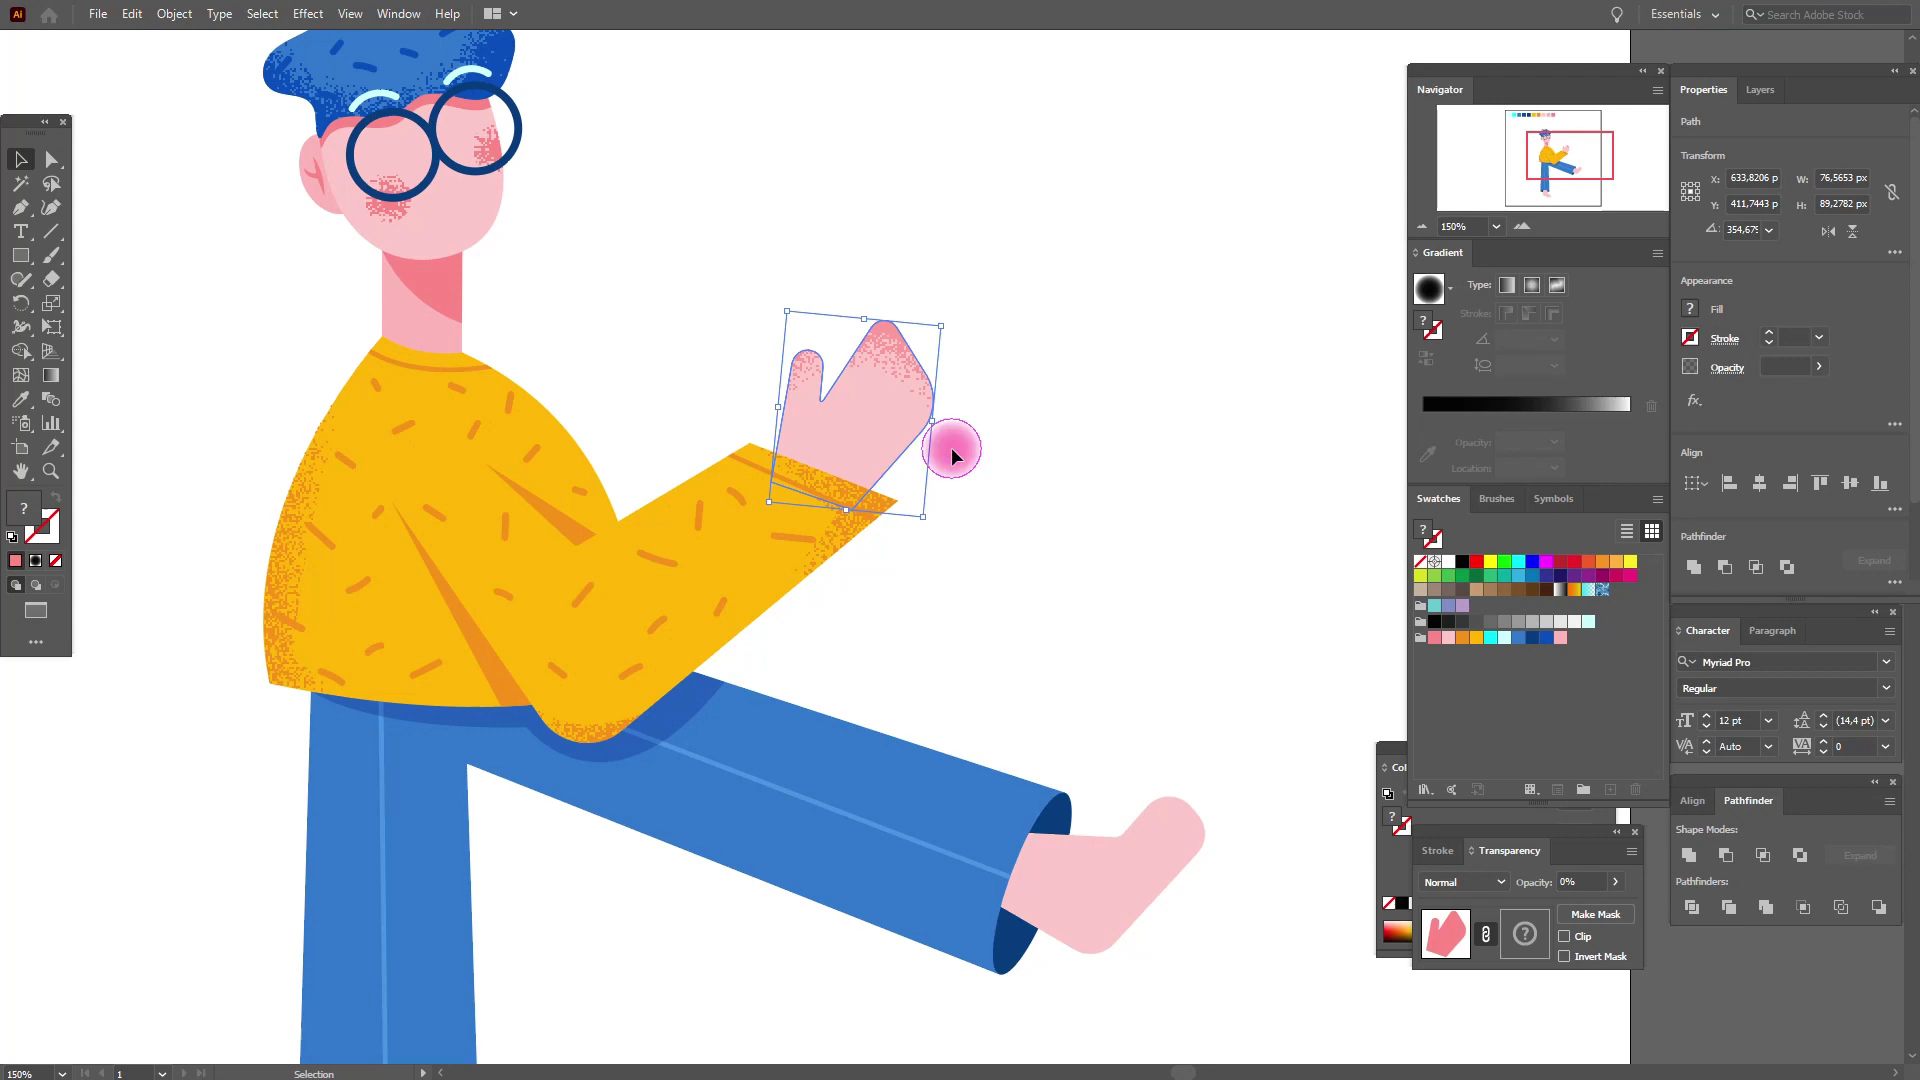 Ai File Edit Object Type Select Effect View Window Help Essentials Search Adobe Stock
Navigator
150%
Gradient
Type:
Stroke:
Opacity:
Location:
Swatches Brushes Symbols
Col
Stroke Transparency
Normal Opacity: 0%
Make Mask
Clip
Invert Mask
Properties Layers
Path
Transform
X: 633,8206 p W: 76,5653 px
Y: 411,7443 p H: 89,2782 px
354,679
Appearance
Fill
Stroke
Opacity
fx.
Align
Pathfinder
Expand
Character Paragraph
Myriad Pro
Regular
12 pt (14,4 pt)
Auto 0
Align Pathfinder
Shape Modes:
Expand
Pathfinders:
150% 1 Selection